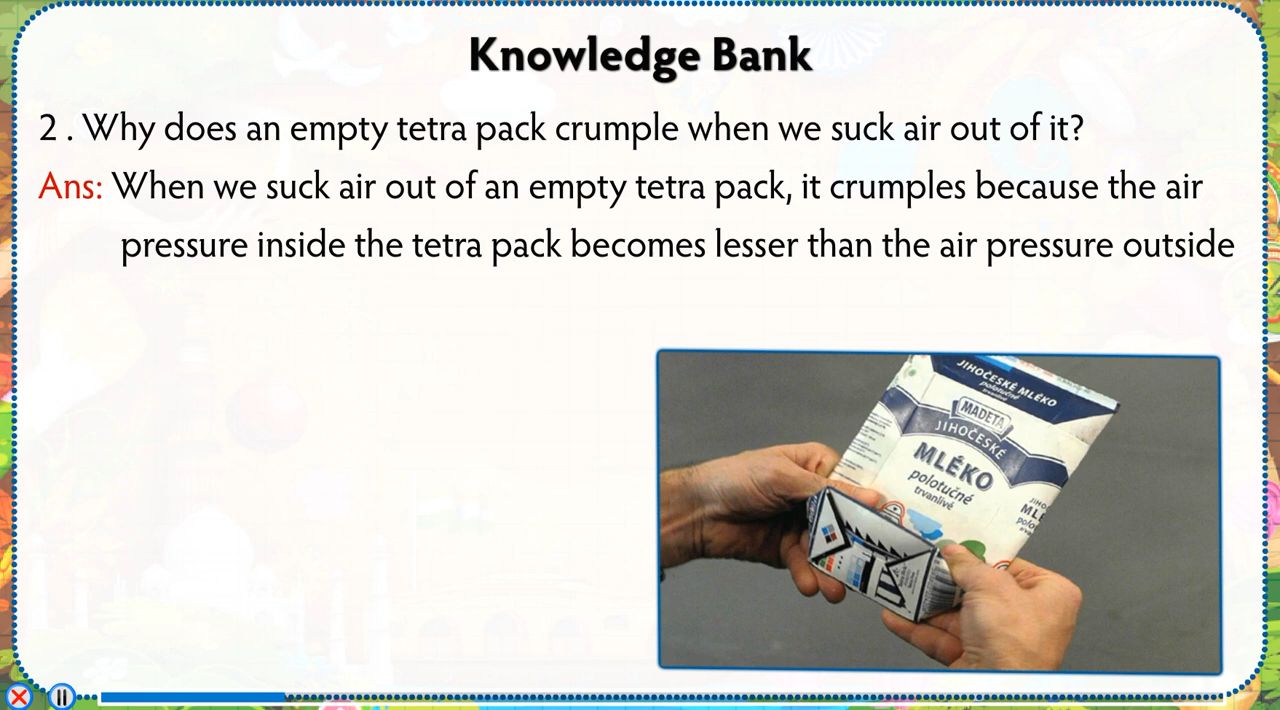 Knowledge Bank
2 . Why does an empty tetra pack crumple when we suck air out of it?
Ans: When we suck air out of an empty tetra pack, it crumples because the air
pressure inside the tetra pack becomes lesser than the air pressure outside
JIHOČESKÉ MLÉKO
polotučné
trvanlivé
MADETA
JIHOČESKÉ
MLÉKO
polotučné
trvanlivé